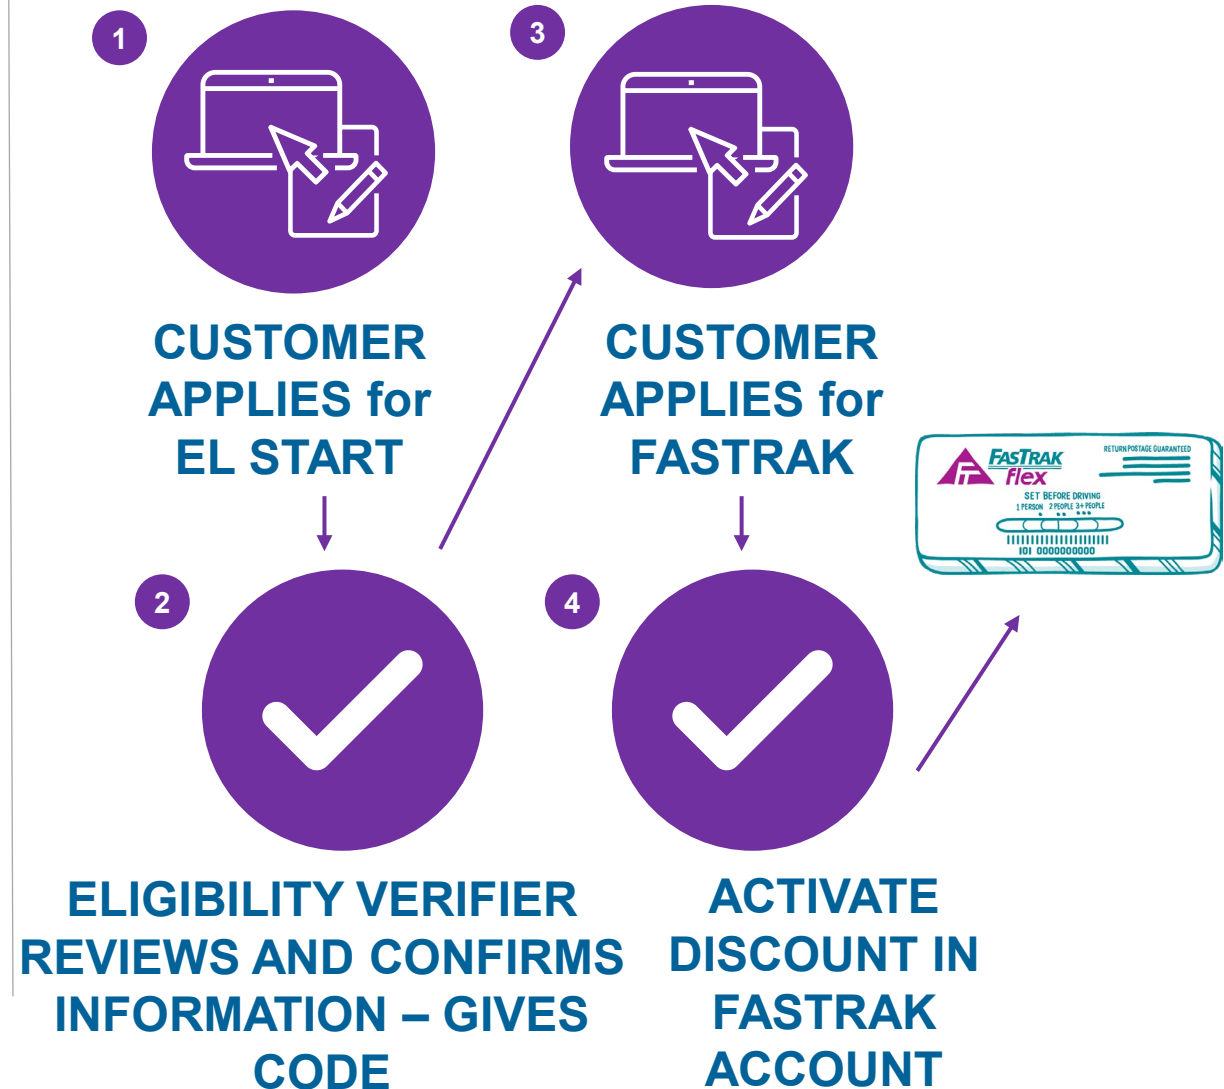 1
CUSTOMER
APPLIES for
EL START
2
ELIGIBILITY VERIFIER
REVIEWS AND CONFIRMS
INFORMATION – GIVES
CODE
3
CUSTOMER
APPLIES for
FASTRAK
4
ACTIVATE
DISCOUNT IN
FASTRAK
ACCOUNT
FT
FASTRAK
flex
RETURN POSTAGE GUARANTEED
SET BEFORE DRIVING
1 PERSON 2 PEOPLE 3+ PEOPLE
101 0000000000